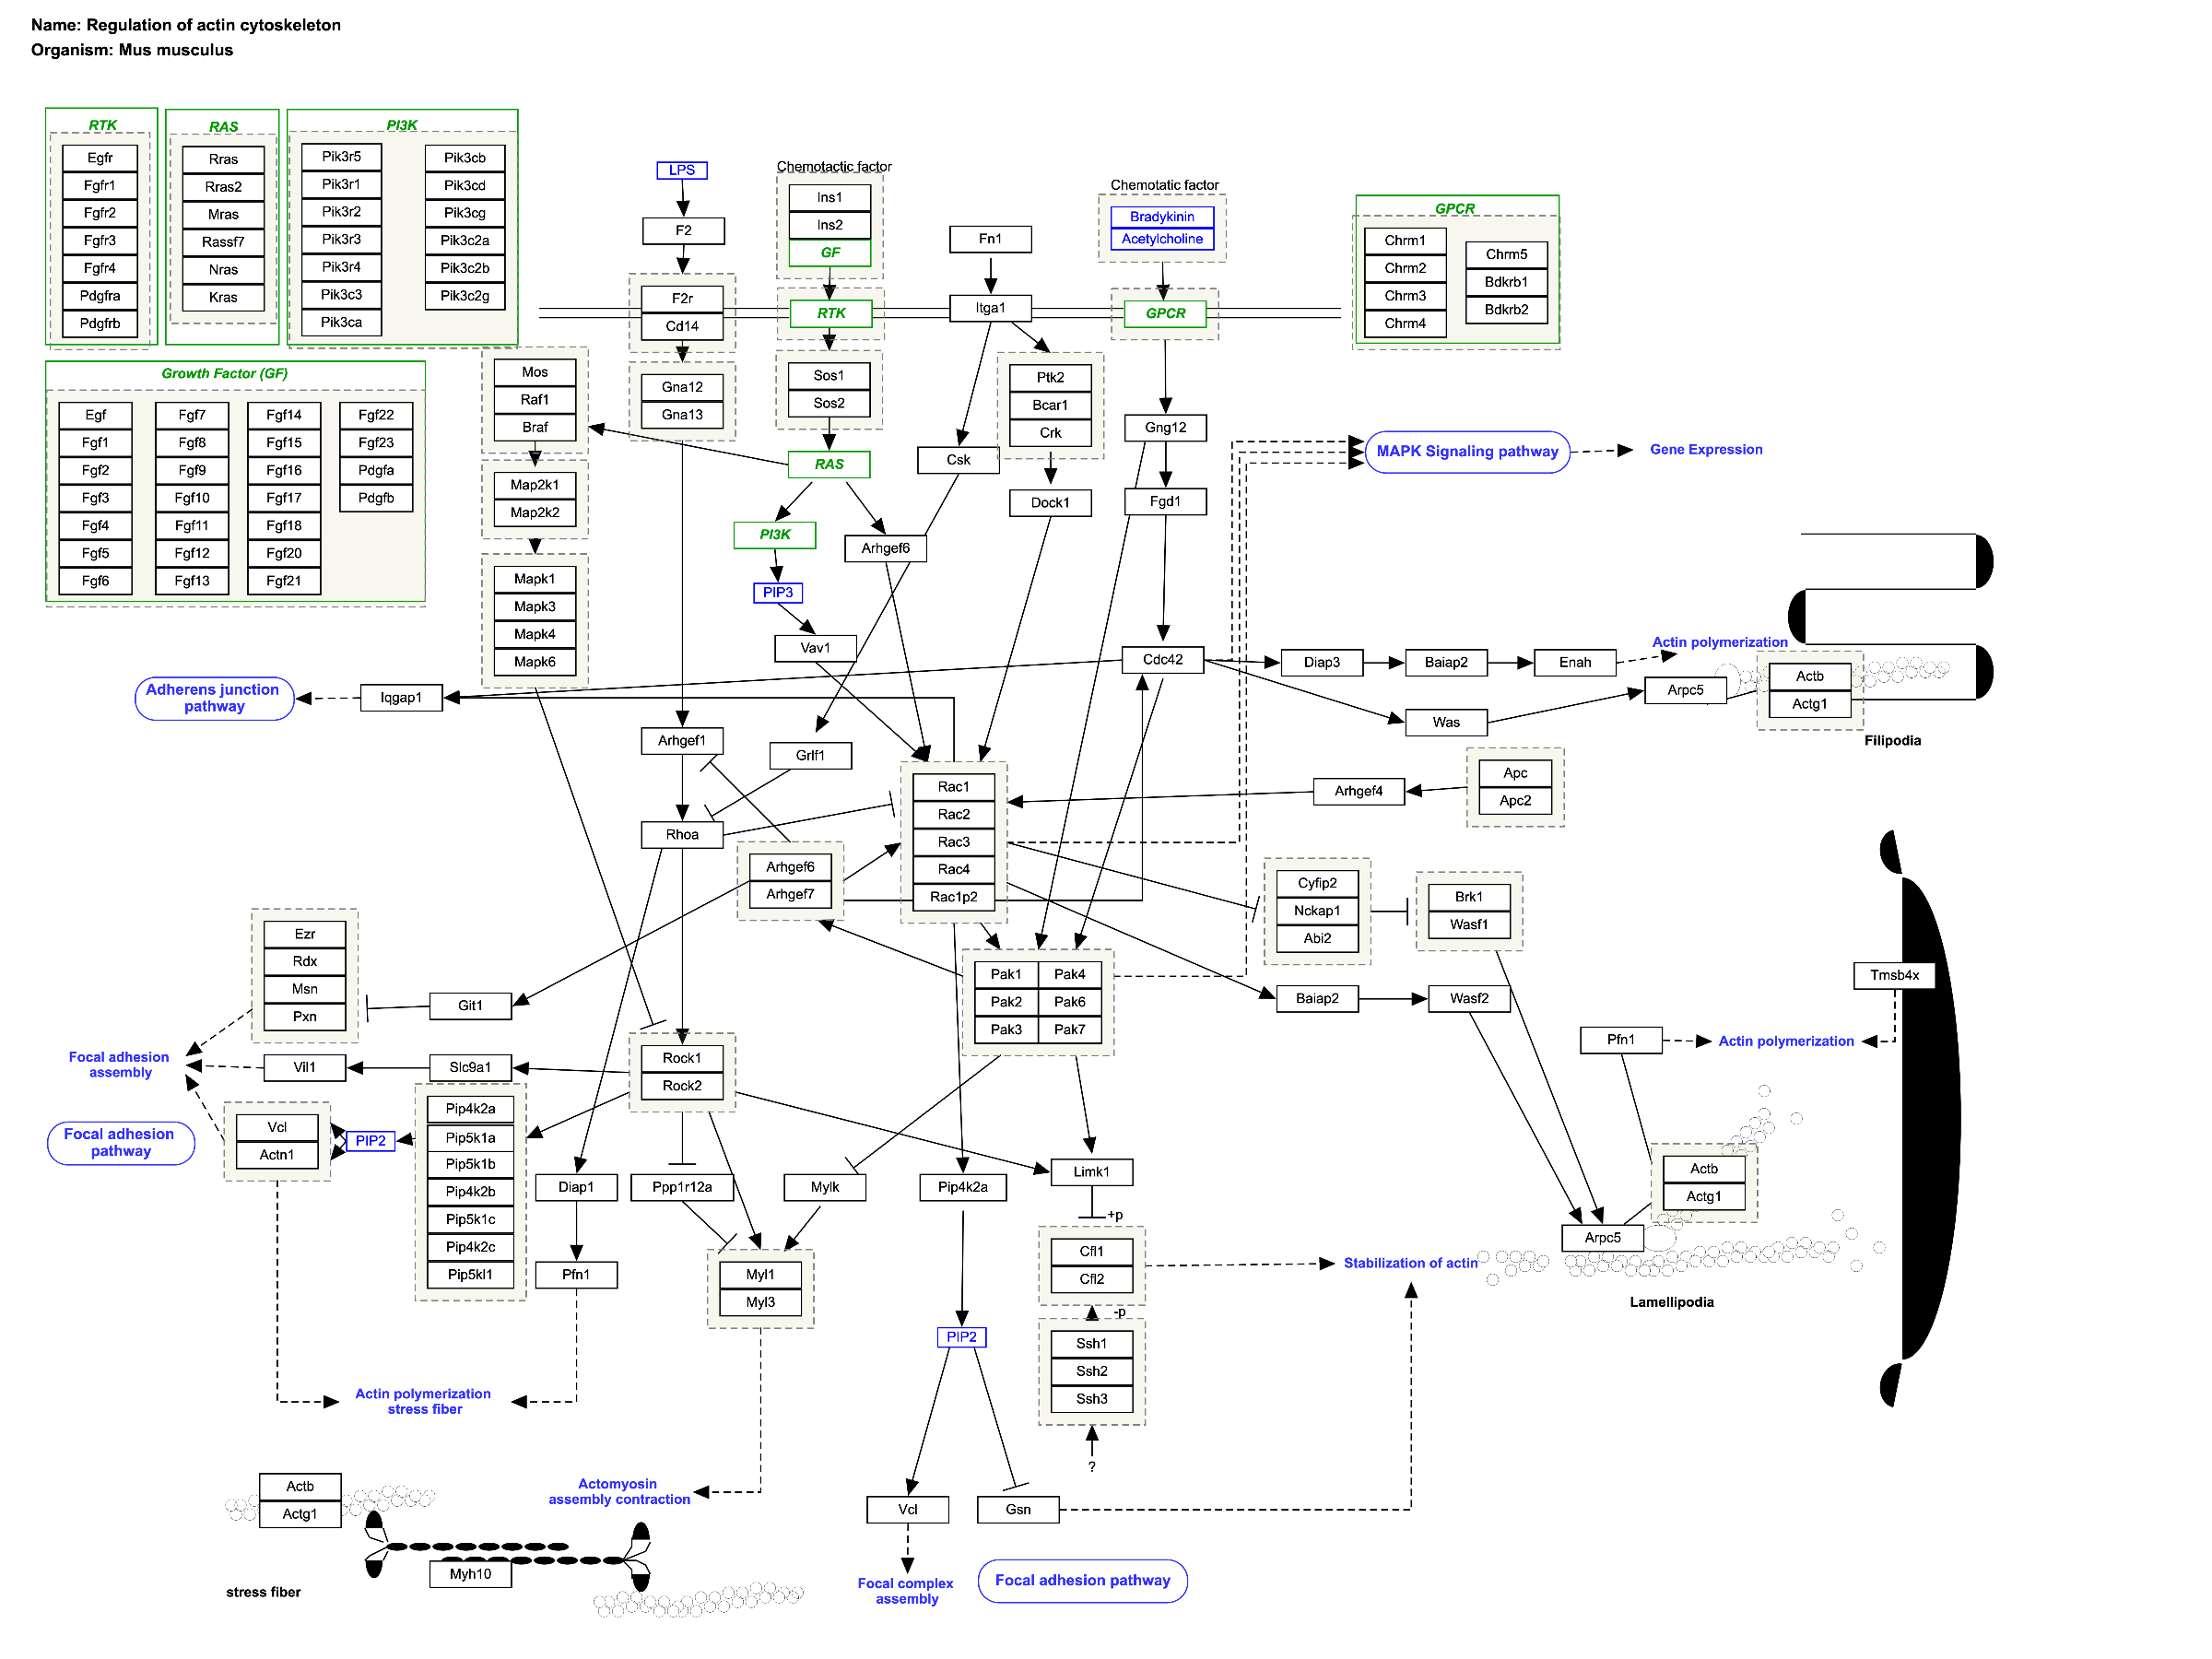 Name: Regulation of actin cytoskeleton
Organism: Mus musculus
RTK
Egfr
Fgfr1
Fgfr2
Fgfr3
Fgfr4
Pdgfra
Pdgfrb
RAS
Rras
Rras2
Mras
Rassf7
Nras
Kras
PI3K
Pik3r5
Pik3r1
Pik3r2
Pik3r3
Pik3r4
Pik3c3
Pik3ca
Pik3cb
Pik3cd
Pik3cg
Pik3c2a
Pik3c2b
Pik3c2g
Growth Factor (GF)
Egf
Fgf1
Fgf2
Fgf3
Fgf4
Fgf5
Fgf6
Fgf7
Fgf8
Fgf9
Fgf10
Fgf11
Fgf12
Fgf13
Fgf14
Fgf15
Fgf16
Fgf17
Fgf18
Fgf20
Fgf21
Fgf22
Fgf23
Pdgfa
Pdgfb
LPS
F2
F2r
Cd14
Gna12
Gna13
Chemotactic factor
Ins1
Ins2
GF
RTK
Sos1
Sos2
RAS
PI3K
PIP3
Vav1
Arhgef6
Mos
Raf1
Braf
Map2k1
Map2k2
Mapk1
Mapk3
Mapk4
Mapk6
Fn1
Itga1
Csk
Ptk2
Bcar1
Crk
Dock1
Chemotatic factor
Bradykinin
Acetylcholine
GPCR
Gng12
Fgd1
Cdc42
GPCR
Chrm1
Chrm2
Chrm3
Chrm4
Chrm5
Bdkrb1
Bdkrb2
MAPK Signaling pathway
Gene Expression
Diap3
Baiap2
Enah
Actin polymerization
Was
Arpc5
Actb
Actg1
Filipodia
Adherens junction
pathway
Iqgap1
Arhgef1
Grlf1
Rhoa
Rac1
Rac2
Rac3
Rac4
Rac1p2
Arhgef6
Arhgef7
Arhgef4
Apc
Apc2
Cyfip2
Nckap1
Abi2
Brk1
Wasf1
Pak1
Pak2
Pak3
Pak4
Pak6
Pak7
Baiap2
Wasf2
Tmsb4x
Pfn1
Actin polymerization
Ezr
Rdx
Msn
Pxn
Git1
Focal adhesion
assembly
Vil1
Slc9a1
Rock1
Rock2
Focal adhesion
pathway
Vcl
Actn1
PIP2
Pip4k2a
Pip5k1a
Pip5k1b
Pip4k2b
Pip5k1c
Pip4k2c
Pip5kl1
Diap1
Pfn1
Ppp1r12a
Mylk
Myl1
Myl3
Pip4k2a
Limk1
+p
Cfl1
Cfl2
-p
Ssh1
Ssh2
Ssh3
?
Stabilization of actin
Actb
Actg1
Arpc5
Lamellipodia
PIP2
Vcl
Gsn
Focal complex
assembly
Focal adhesion pathway
Actin polymerization
stress fiber
Actomyosin
assembly contraction
Actb
Actg1
Myh10
stress fiber